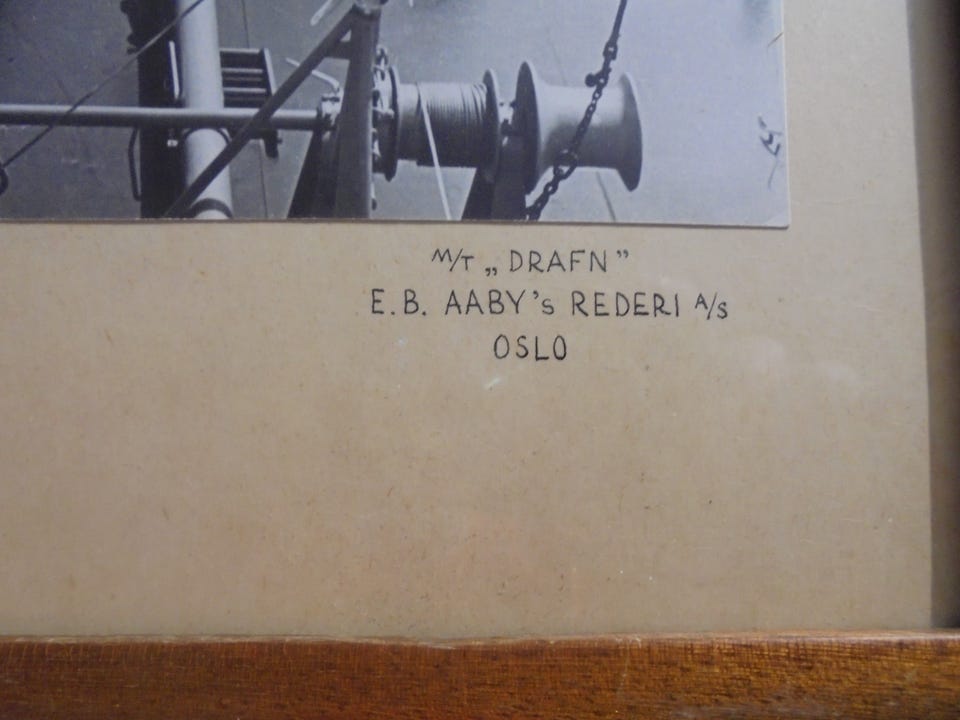 M/T „DRAFN”
E.B. AABY's REDERI A/S
OSLO